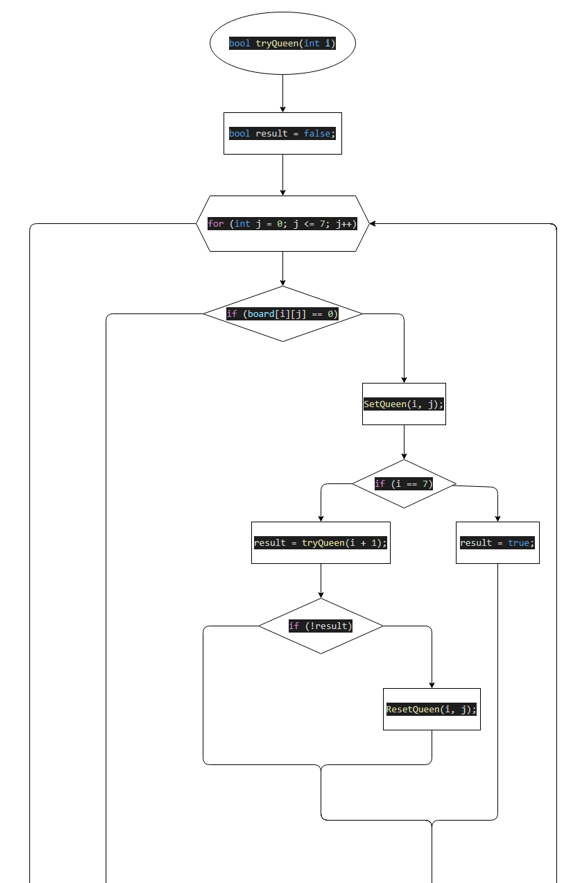 bool tryQueen(int i)
bool result = false;
for (int j = 0; j <= 7; j++)
if (board[i][j] == 0)
SetQueen(i, j);
if (i == 7)
result = tryQueen(i + 1);
result = true;
if (!result)
ResetQueen(i, j);